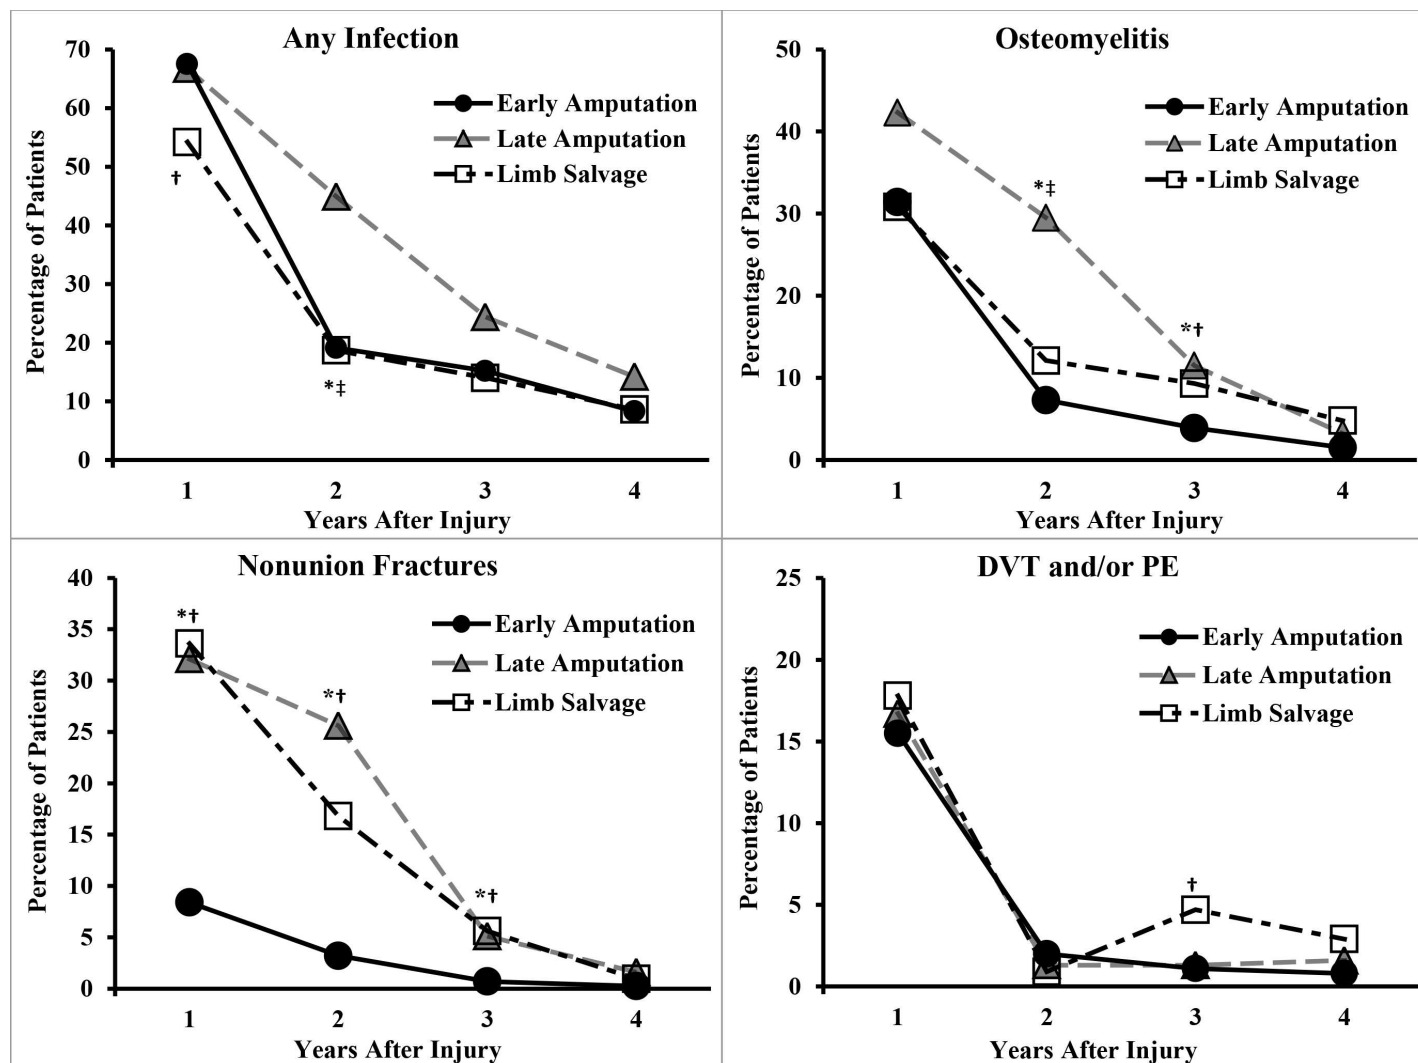 Any Infection
70
60
50
40
30
20
10
0
Percentage of Patients
Early Amputation
Late Amputation
Limb Salvage
†
*‡
1 2 3 4
Years After Injury
Osteomyelitis
50
40
30
20
10
0
Percentage of Patients
Early Amputation
Late Amputation
Limb Salvage
*‡
*†
1 2 3 4
Years After Injury
Nonunion Fractures
40
35
30
25
20
15
10
5
0
Percentage of Patients
Early Amputation
Late Amputation
Limb Salvage
*†
*†
*†
1 2 3 4
Years After Injury
DVT and/or PE
25
20
15
10
5
0
Percentage of Patients
Early Amputation
Late Amputation
Limb Salvage
†
1 2 3 4
Years After Injury